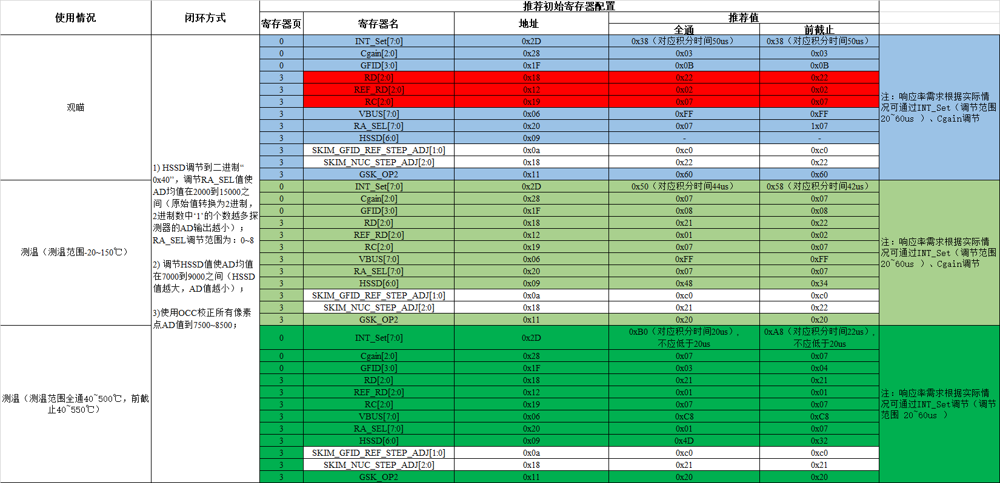 使用情况 闭环方式 推荐初始寄存器配置
寄存器页 寄存器名 地址 推荐值
全通 前截止
观瞄
0 INT_Set[7:0] 0x2D 0x38（对应积分时间50us） 0x38（对应积分时间50us）
0 Cgain[2:0] 0x28 0x03 0x03
0 GFID[3:0] 0x1F 0x0B 0x0B
3 RD[2:0] 0x18 0x22 0x22
3 REF_RD[2:0] 0x12 0x02 0x02
3 RC[2:0] 0x19 0x07 0x07
3 VBUS[7:0] 0x06 0xFF 0xFF
3 RA_SEL[7:0] 0x20 0x07 1x07
3 HSSD[6:0] 0x09 - -
3 SKIM_GFID_REF_STEP_ADJ[1:0] 0x0a 0xc0 0xc0
3 SKIM_NUC_STEP_ADJ[2:0] 0x18 0x22 0x22
3 GSK_OP2 0x11 0x60 0x60
注：响应率需求根据实际情
况可通过INT_Set（调节范围
20~60us ）、Cgain调节
1) HSSD调节到二进制“
0x40”，调节RA_SEL值使
AD均值在2000到15000之
间（原始值转换为2进制，
2进制数中‘1’的个数越多探
测器的AD输出越小）；
RA_SEL调节范围为：0~8
2) 调节HSSD值使AD均值
在7000到9000之间（HSSD
值越大，AD值越小）；
3)使用OCC校正所有像素
点AD值到7500~8500；
测温（测温范围-20~150℃）
0 INT_Set[7:0] 0x2D 0x50（对应积分时间44us） 0x58（对应积分时间42us）
0 Cgain[2:0] 0x28 0x07 0x07
0 GFID[3:0] 0x1F 0x08 0x08
3 RD[2:0] 0x18 0x21 0x22
3 REF_RD[2:0] 0x12 0x01 0x02
3 RC[2:0] 0x19 0x07 0x07
3 VBUS[7:0] 0x06 0xFF 0xFF
3 RA_SEL[7:0] 0x20 0x07 0x07
3 HSSD[6:0] 0x09 0x48 0x34
3 SKIM_GFID_REF_STEP_ADJ[1:0] 0x0a 0xc0 0xc0
3 SKIM_NUC_STEP_ADJ[2:0] 0x18 0x21 0x22
3 GSK_OP2 0x11 0x20 0x20
注：响应率需求根据实际情
况可通过INT_Set（调节范围
20~60us ）、Cgain调节
测温（测温范围全通40~500℃，前截
止40~550℃）
0 INT_Set[7:0] 0x2D 0xB0（对应积分时间20us）， 0xA8（对应积分时间22us），
不应低于20us 不应低于20us
0 Cgain[2:0] 0x28 0x07 0x07
0 GFID[3:0] 0x1F 0x03 0x04
3 RD[2:0] 0x18 0x21 0x21
3 REF_RD[2:0] 0x12 0x01 0x01
3 RC[2:0] 0x19 0x07 0x07
3 VBUS[7:0] 0x06 0xC8 0xC8
3 RA_SEL[7:0] 0x20 0x01 0x07
3 HSSD[6:0] 0x09 0x4D 0x32
3 SKIM_GFID_REF_STEP_ADJ[1:0] 0x0a 0xc0 0xc0
3 SKIM_NUC_STEP_ADJ[2:0] 0x18 0x21 0x21
3 GSK_OP2 0x11 0x20 0x20
注：响应率需求根据实际情
况可通过INT_Set调节（调节
范围 20~60us ）